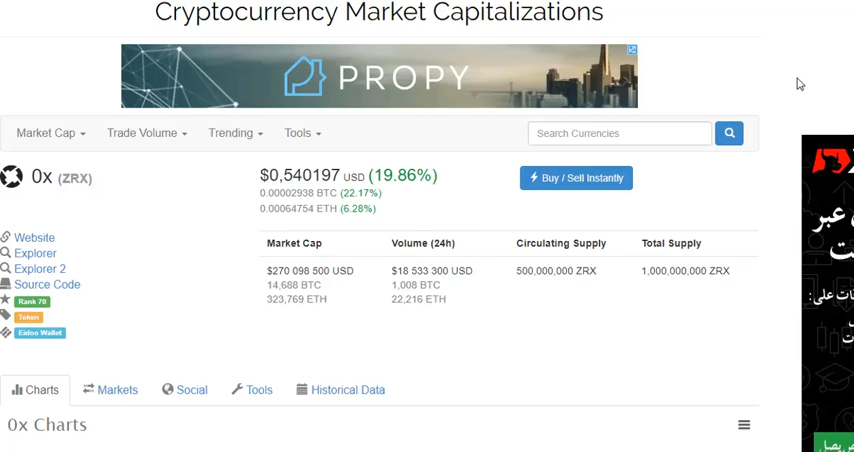 Cryptocurrency Market Capitalizations
PROPY
Market Cap Trade Volume Trending Tools Search Currencies
0x (ZRX) $0,540197 USD (19.86%) Buy / Sell Instantly
0.00002938 BTC (22.17%)
0.00064754 ETH (6.28%)
Website
Explorer
Explorer 2
Source Code
Rank 70
Token
Eidoo Wallet
Market Cap Volume (24h) Circulating Supply Total Supply
$270 098 500 USD $18 533 300 USD 500,000,000 ZRX 1,000,000,000 ZRX
14,688 BTC 1,008 BTC
323,769 ETH 22,216 ETH
Charts Markets Social Tools Historical Data
0x Charts
عبر